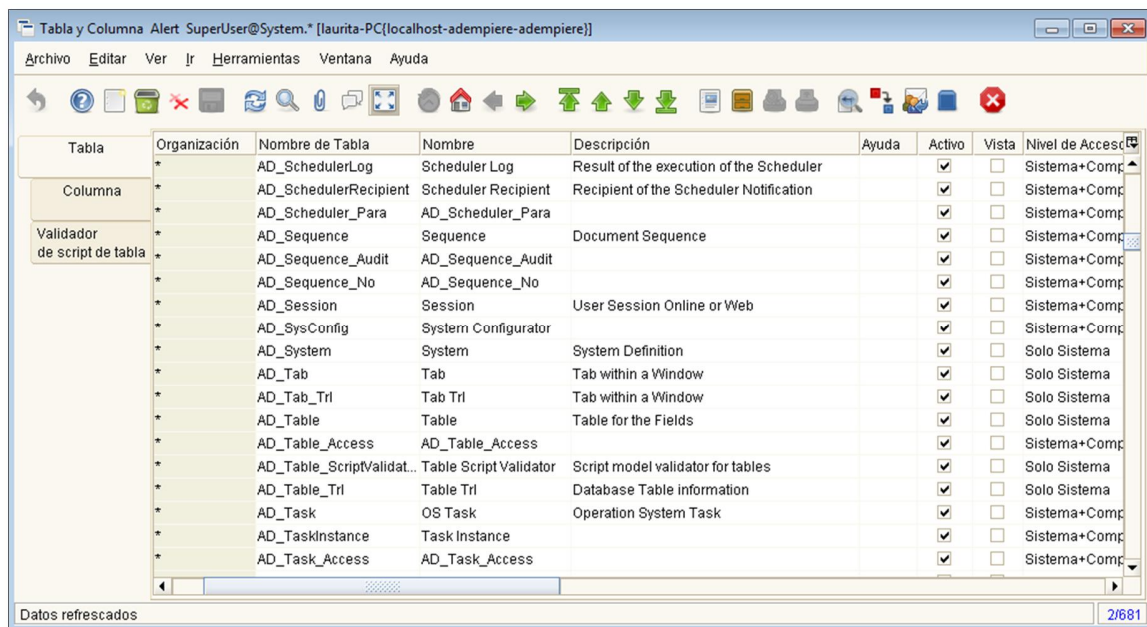 Tabla y Columna Alert SuperUser@System.* [laurita-PC{localhost-adempiere-adempiere}]
Archivo Editar Ver Ir Herramientas Ventana Ayuda
Tabla
Columna
Validador
de script de tabla
Organización Nombre de Tabla Nombre Descripción Ayuda Activo Vista Nivel de Acceso
* AD_SchedulerLog Scheduler Log Result of the execution of the Scheduler Sistema+Comp
* AD_SchedulerRecipient Scheduler Recipient Recipient of the Scheduler Notification Sistema+Comp
* AD_Scheduler_Para AD_Scheduler_Para Sistema+Comp
* AD_Sequence Sequence Document Sequence Sistema+Comp
* AD_Sequence_Audit AD_Sequence_Audit Sistema+Comp
* AD_Sequence_No AD_Sequence_No Sistema+Comp
* AD_Session Session User Session Online or Web Sistema+Comp
* AD_SysConfig System Configurator Sistema+Comp
* AD_System System System Definition Solo Sistema
* AD_Tab Tab Tab within a Window Solo Sistema
* AD_Tab_Trl Tab Trl Tab within a Window Solo Sistema
* AD_Table Table Table for the Fields Solo Sistema
* AD_Table_Access AD_Table_Access Sistema+Comp
* AD_Table_ScriptValidat... Table Script Validator Script model validator for tables Solo Sistema
* AD_Table_Trl Table Trl Database Table information Solo Sistema
* AD_Task OS Task Operation System Task Sistema+Comp
* AD_TaskInstance Task Instance Sistema+Comp
* AD_Task_Access AD_Task_Access Sistema+Comp
Datos refrescados 2/681